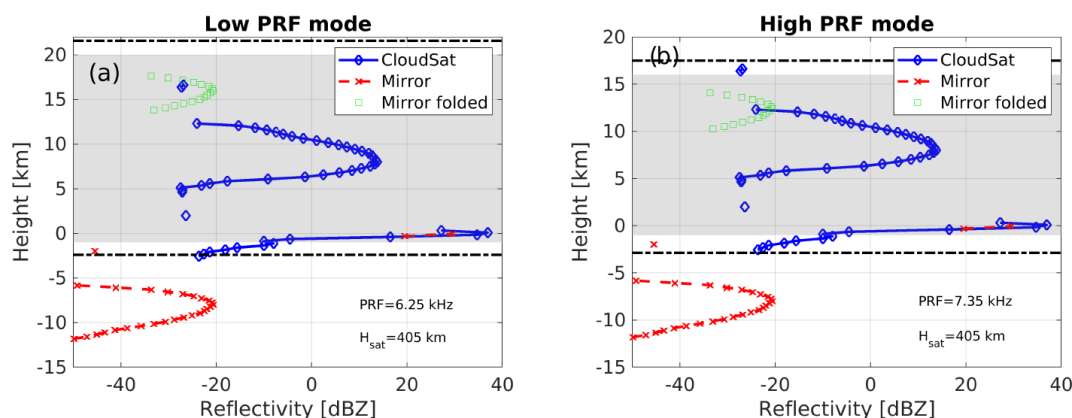 Low PRF mode
(a)
CloudSat
Mirror
Mirror folded
20
15
10
5
0
-5
-10
-15
Height [km]
PRF=6.25 kHz
H_sat=405 km
-40
-20
0
20
40
Reflectivity [dBZ]
High PRF mode
(b)
CloudSat
Mirror
Mirror folded
20
15
10
5
0
-5
-10
-15
Height [km]
PRF=7.35 kHz
H_sat=405 km
-40
-20
0
20
40
Reflectivity [dBZ]